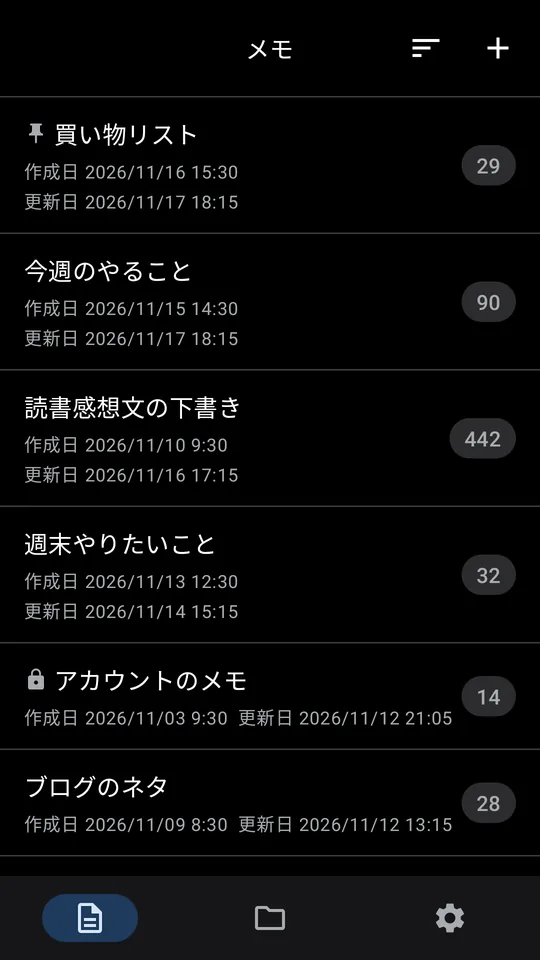 メモ
買い物リスト
作成日 2026/11/16 15:30
更新日 2026/11/17 18:15
29
今週のやること
作成日 2026/11/15 14:30
更新日 2026/11/17 18:15
90
読書感想文の下書き
作成日 2026/11/10 9:30
更新日 2026/11/16 17:15
442
週末やりたいこと
作成日 2026/11/13 12:30
更新日 2026/11/14 15:15
32
アカウントのメモ
作成日 2026/11/03 9:30 更新日 2026/11/12 21:05
14
ブログのネタ
作成日 2026/11/09 8:30 更新日 2026/11/12 13:15
28